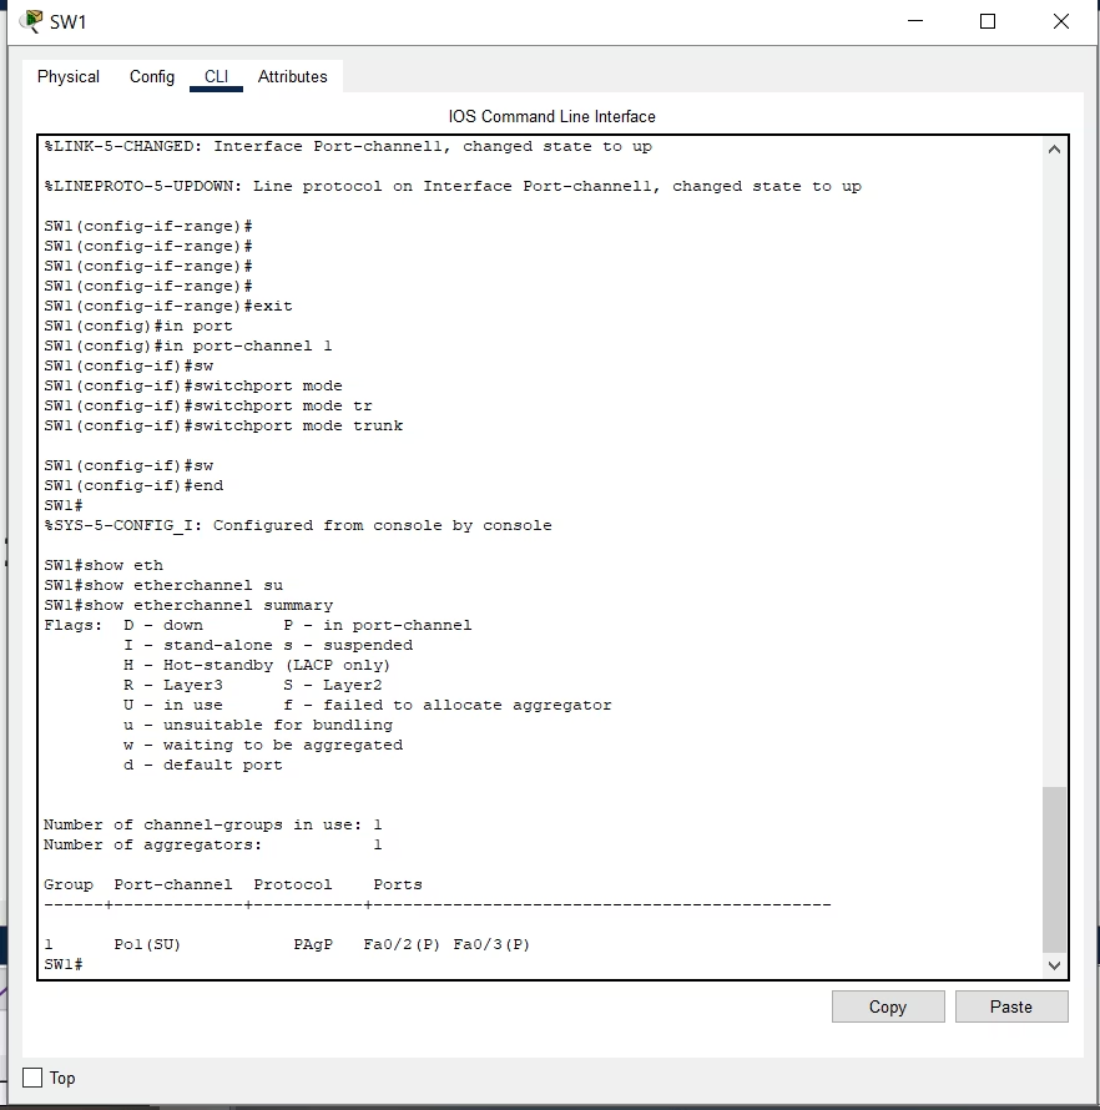 SW1
Physical Config CLI Attributes
IOS Command Line Interface
%LINK-5-CHANGED: Interface Port-channel1, changed state to up
%LINEPROTO-5-UPDOWN: Line protocol on Interface Port-channel1, changed state to up
SW1(config-if-range)#
SW1(config-if-range)#
SW1(config-if-range)#
SW1(config-if-range)#
SW1(config-if-range)#exit
SW1(config)#in port
SW1(config)#in port-channel 1
SW1(config-if)#sw
SW1(config-if)#switchport mode
SW1(config-if)#switchport mode tr
SW1(config-if)#switchport mode trunk
SW1(config-if)#sw
SW1(config-if)#end
SW1#
%SYS-5-CONFIG_I: Configured from console by console
SW1#show eth
SW1#show etherchannel su
SW1#show etherchannel summary
Flags:  D - down        P - in port-channel
        I - stand-alone s - suspended
        H - Hot-standby (LACP only)
        R - Layer3      S - Layer2
        U - in use      f - failed to allocate aggregator
        u - unsuitable for bundling
        w - waiting to be aggregated
        d - default port
Number of channel-groups in use: 1
Number of aggregators:           1
Group  Port-channel  Protocol    Ports
------+-------------+-----------+----------------------------------------------
1      Po1(SU)           PAgP   Fa0/2(P) Fa0/3(P)
SW1#
Copy Paste
Top